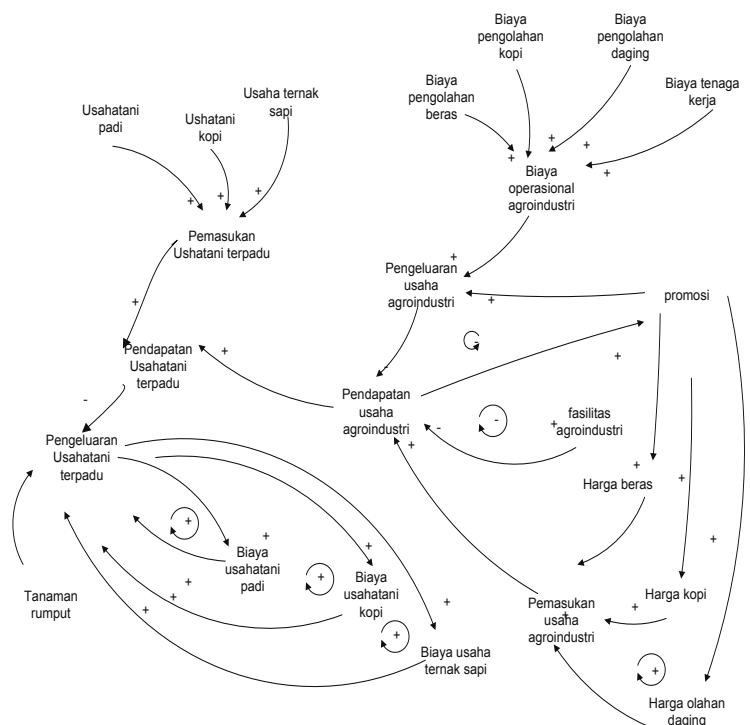 Biaya
pengolahan
kopi
Biaya
pengolahan
daging
Biaya
pengolahan
beras
Biaya tenaga
kerja
Usahatani
padi
Ushatani
kopi
Usaha ternak
sapi
+
+
+
+
Biaya
operasional
agroindustri
+
+
+
Pemasukan
Ushatani terpadu
+
Pengeluaran
usaha
agroindustri
+
promosi
+
-
Pendapatan
Usahatani
terpadu
+
-
+
-
Pendapatan
usaha
agroindustri
-
-
+
fasilitas
agroindustri
+
-
Pengeluaran
Usahatani
terpadu
+
Harga beras
+
+
+
+
Biaya
usahatani
padi
+
+
Biaya
usahatani
kopi
+
Tanaman
rumput
+
+
+
+
Biaya usaha
ternak sapi
Pemasukan
usaha
agroindustri
+
+
Harga kopi
+
Harga olahan
daging